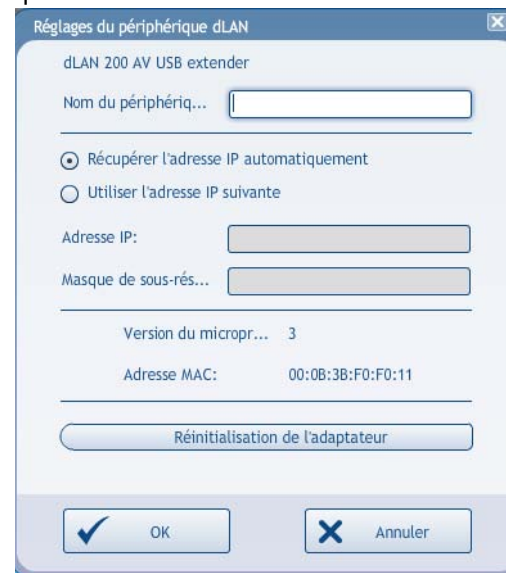 Réglages du périphérique dLAN
dLAN 200 AV USB extender
Nom du périphériq...
Récupérer l'adresse IP automatiquement
Utiliser l'adresse IP suivante
Adresse IP:
Masque de sous-rés...
Version du micropr... 3
Adresse MAC: 00:0B:3B:F0:F0:11
Réinitialisation de l'adaptateur
OK Annuler